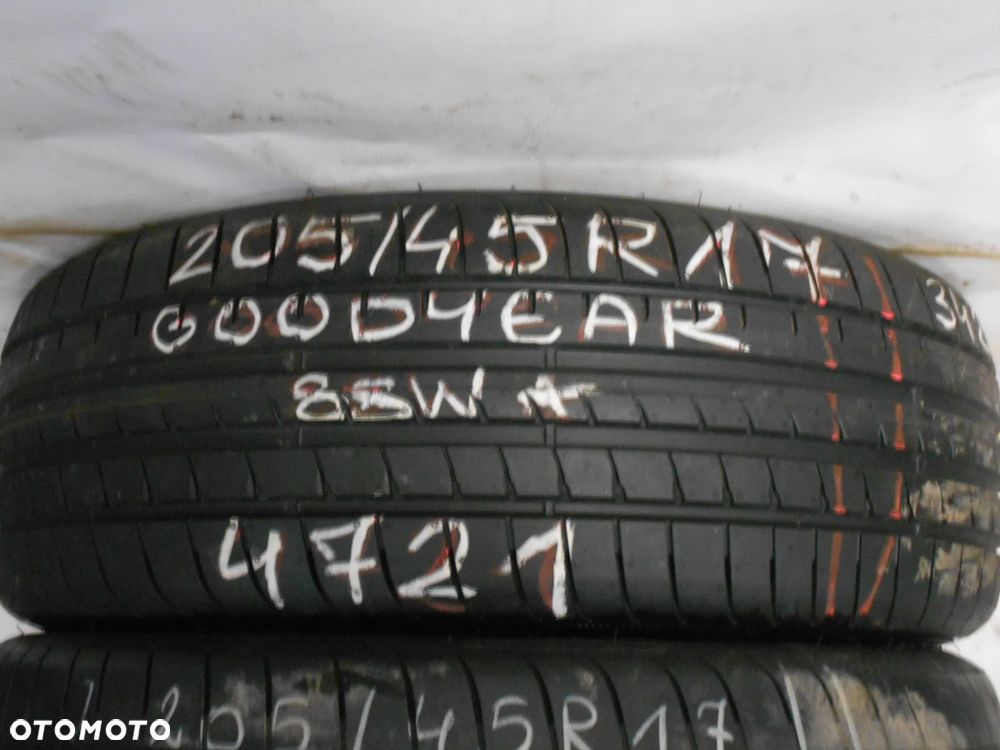 205/45R17
GOODYEAR
85W *
4721
205/45R17
OTOMOTO